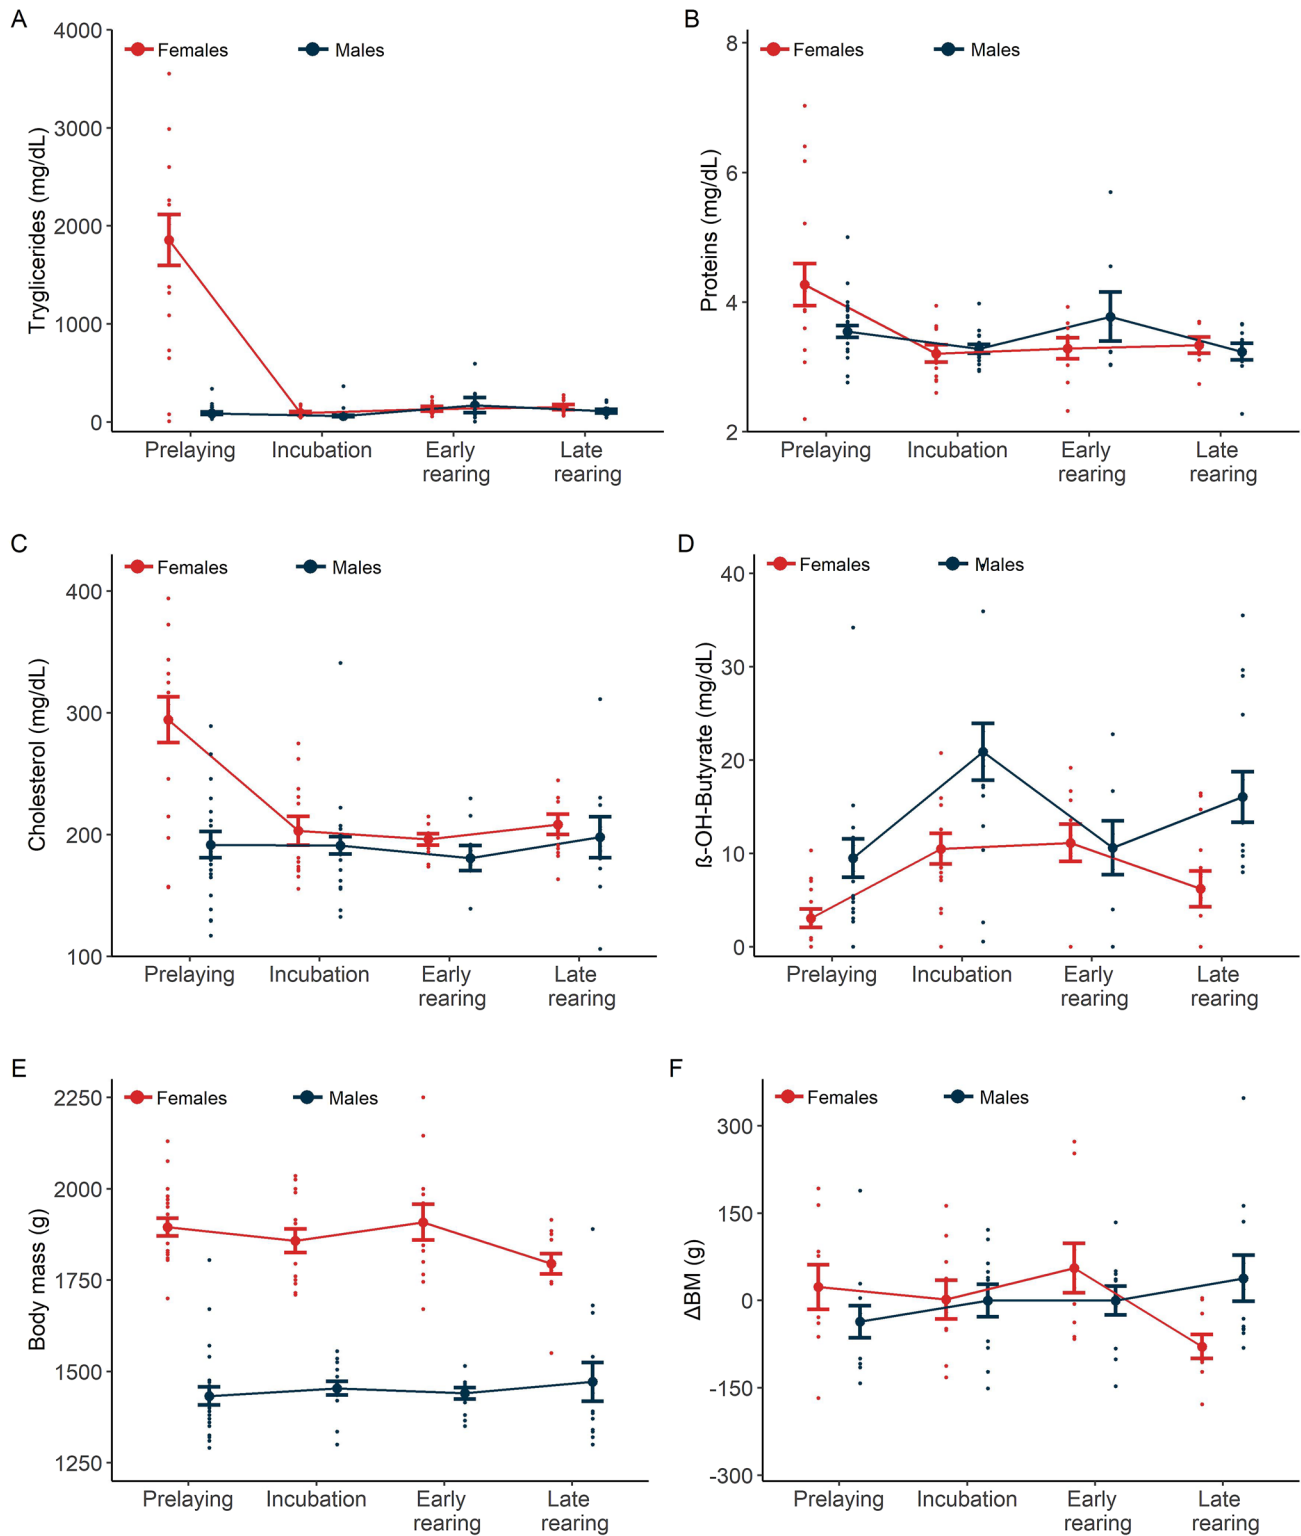 A
Females Males
Tryglicerides (mg/dL)
4000
3000
2000
1000
0
Prelaying Incubation Early rearing Late rearing
B
Females Males
Proteins (mg/dL)
8
6
4
2
Prelaying Incubation Early rearing Late rearing
C
Females Males
Cholesterol (mg/dL)
400
300
200
100
Prelaying Incubation Early rearing Late rearing
D
Females Males
ß-OH-Butyrate (mg/dL)
40
30
20
10
0
Prelaying Incubation Early rearing Late rearing
E
Females Males
Body mass (g)
2250
2000
1750
1500
1250
Prelaying Incubation Early rearing Late rearing
F
Females Males
ΔBM (g)
300
150
0
-150
-300
Prelaying Incubation Early rearing Late rearing